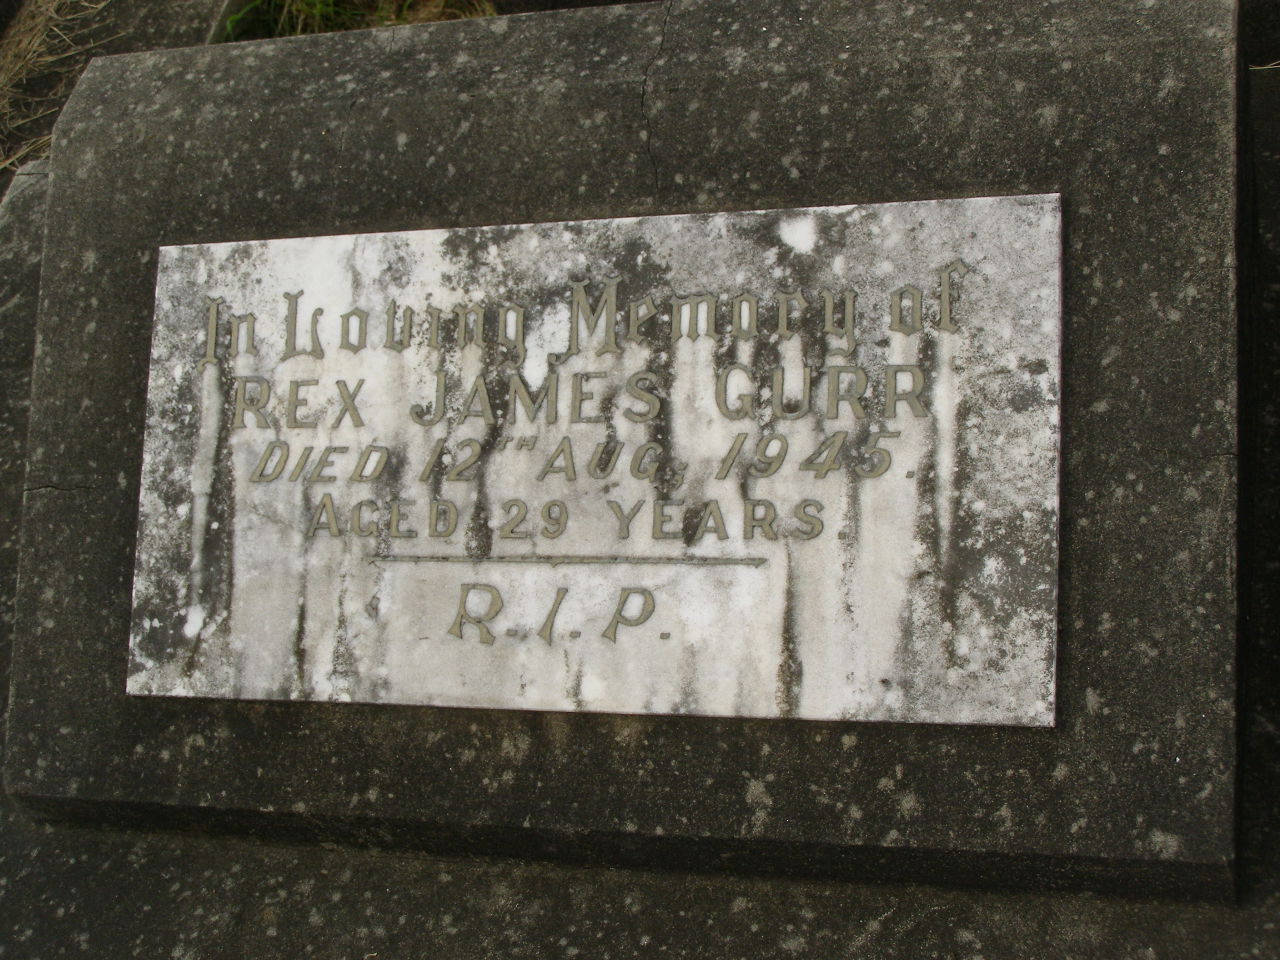 In Loving Memory of
REX JAMES GURR
DIED 12TH AUG, 1945.
AGED 29 YEARS
R.I.P.